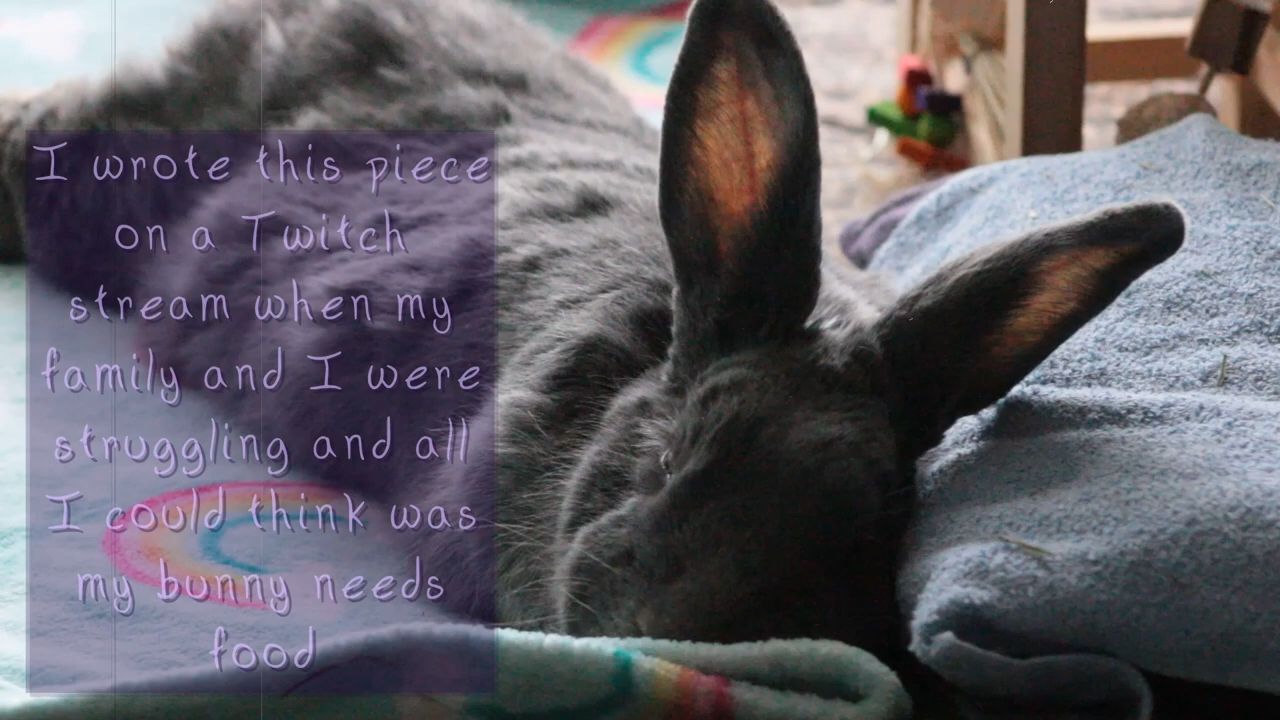 I wrote this piece
on a Twitch
stream when my
family and I were
struggling and all
I could think was
my bunny needs
food